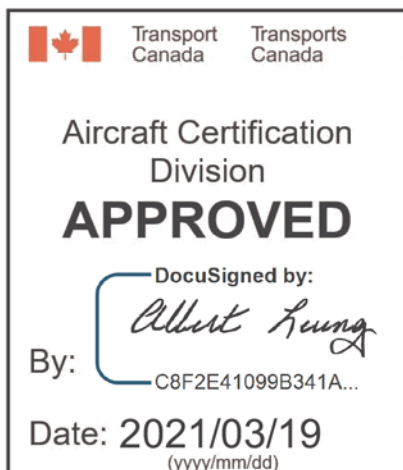 Transport Transports
Canada Canada
Aircraft Certification
Division
APPROVED
DocuSigned by:
Albert Leung
By:
C8F2E41099B341A...
Date: 2021/03/19
(yyyy/mm/dd)